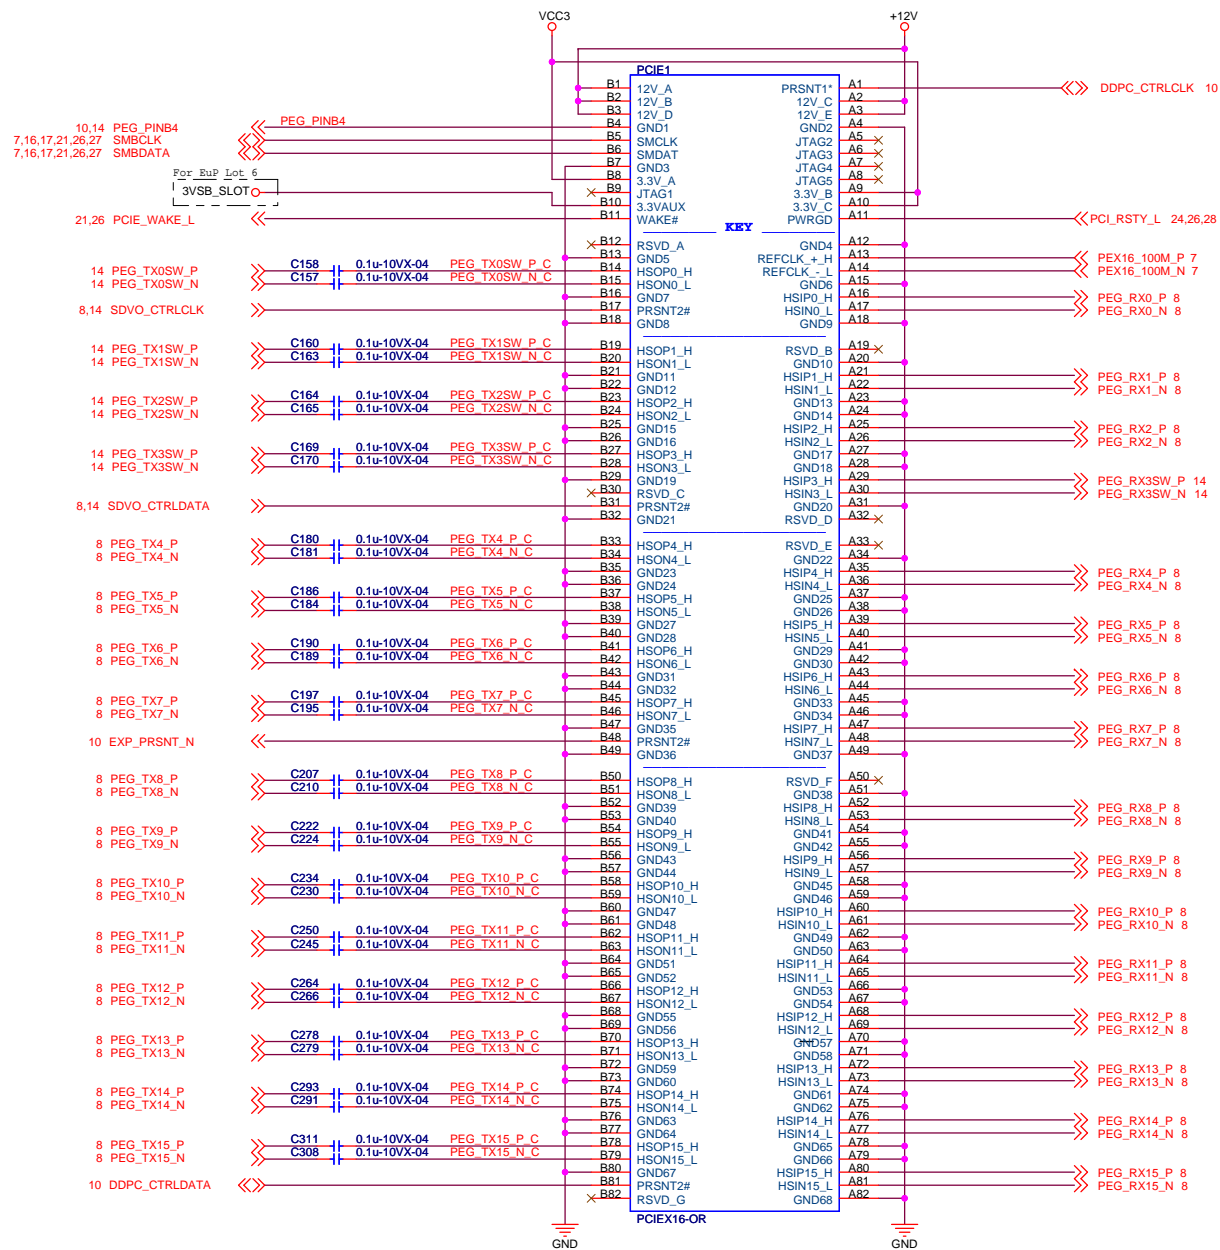 VCC3 +12V
PCIE1
B1 12V_A PRSNT1* A1 DDPC_CTRLCLK 10
B2 12V_B 12V_C A2
B3 12V_D 12V_E A3
10,14 PEG_PINB4 PEG_PINB4 B4 GND1 GND2 A4
7,16,17,21,26,27 SMBCLK B5 SMCLK JTAG2 A5
7,16,17,21,26,27 SMBDATA B6 SMDAT JTAG3 A6
B7 GND3 JTAG4 A7
For EuP Lot 6 B8 3.3V_A JTAG5 A8
3VSB_SLOT B9 JTAG1 3.3V_B A9
B10 3.3VAUX 3.3V_C A10
21,26 PCIE_WAKE_L B11 WAKE# PWRGD A11 PCI_RSTY_L 24,26,28
KEY
B12 RSVD_A GND4 A12
B13 GND5 REFCLK_+_H A13 PEX16_100M_P 7
14 PEG_TX0SW_P C158 0.1u-10VX-04 PEG_TX0SW_P_C B14 HSOP0_H REFCLK_-_L A14 PEX16_100M_N 7
14 PEG_TX0SW_N C157 0.1u-10VX-04 PEG_TX0SW_N_C B15 HSON0_L GND6 A15
B16 GND7 HSIP0_H A16 PEG_RX0_P 8
8,14 SDVO_CTRLCLK B17 PRSNT2# HSIN0_L A17 PEG_RX0_N 8
B18 GND8 GND9 A18
14 PEG_TX1SW_P C160 0.1u-10VX-04 PEG_TX1SW_P_C B19 HSOP1_H RSVD_B A19
14 PEG_TX1SW_N C163 0.1u-10VX-04 PEG_TX1SW_N_C B20 HSON1_L GND10 A20
B21 GND11 HSIP1_H A21 PEG_RX1_P 8
B22 GND12 HSIN1_L A22 PEG_RX1_N 8
14 PEG_TX2SW_P C164 0.1u-10VX-04 PEG_TX2SW_P_C B23 HSOP2_H GND13 A23
14 PEG_TX2SW_N C165 0.1u-10VX-04 PEG_TX2SW_N_C B24 HSON2_L GND14 A24
B25 GND15 HSIP2_H A25 PEG_RX2_P 8
B26 GND16 HSIN2_L A26 PEG_RX2_N 8
14 PEG_TX3SW_P C169 0.1u-10VX-04 PEG_TX3SW_P_C B27 HSOP3_H GND17 A27
14 PEG_TX3SW_N C170 0.1u-10VX-04 PEG_TX3SW_N_C B28 HSON3_L GND18 A28
B29 GND19 HSIP3_H A29 PEG_RX3SW_P 14
B30 RSVD_C HSIN3_L A30 PEG_RX3SW_N 14
8,14 SDVO_CTRLDATA B31 PRSNT2# GND20 A31
B32 GND21 RSVD_D A32
8 PEG_TX4_P C180 0.1u-10VX-04 PEG_TX4_P_C B33 HSOP4_H RSVD_E A33
8 PEG_TX4_N C181 0.1u-10VX-04 PEG_TX4_N_C B34 HSON4_L GND22 A34
B35 GND23 HSIP4_H A35 PEG_RX4_P 8
B36 GND24 HSIN4_L A36 PEG_RX4_N 8
8 PEG_TX5_P C186 0.1u-10VX-04 PEG_TX5_P_C B37 HSOP5_H GND25 A37
8 PEG_TX5_N C184 0.1u-10VX-04 PEG_TX5_N_C B38 HSON5_L GND26 A38
B39 GND27 HSIP5_H A39 PEG_RX5_P 8
B40 GND28 HSIN5_L A40 PEG_RX5_N 8
8 PEG_TX6_P C190 0.1u-10VX-04 PEG_TX6_P_C B41 HSOP6_H GND29 A41
8 PEG_TX6_N C189 0.1u-10VX-04 PEG_TX6_N_C B42 HSON6_L GND30 A42
B43 GND31 HSIP6_H A43 PEG_RX6_P 8
B44 GND32 HSIN6_L A44 PEG_RX6_N 8
8 PEG_TX7_P C197 0.1u-10VX-04 PEG_TX7_P_C B45 HSOP7_H GND33 A45
8 PEG_TX7_N C195 0.1u-10VX-04 PEG_TX7_N_C B46 HSON7_L GND34 A46
B47 GND35 HSIP7_H A47 PEG_RX7_P 8
10 EXP_PRSNT_N B48 PRSNT2# HSIN7_L A48 PEG_RX7_N 8
B49 GND36 GND37 A49
8 PEG_TX8_P C207 0.1u-10VX-04 PEG_TX8_P_C B50 HSOP8_H RSVD_F A50
8 PEG_TX8_N C210 0.1u-10VX-04 PEG_TX8_N_C B51 HSON8_L GND38 A51
B52 GND39 HSIP8_H A52 PEG_RX8_P 8
B53 GND40 HSIN8_L A53 PEG_RX8_N 8
8 PEG_TX9_P C222 0.1u-10VX-04 PEG_TX9_P_C B54 HSOP9_H GND41 A54
8 PEG_TX9_N C224 0.1u-10VX-04 PEG_TX9_N_C B55 HSON9_L GND42 A55
B56 GND43 HSIP9_H A56 PEG_RX9_P 8
B57 GND44 HSIN9_L A57 PEG_RX9_N 8
8 PEG_TX10_P C234 0.1u-10VX-04 PEG_TX10_P_C B58 HSOP10_H GND45 A58
8 PEG_TX10_N C230 0.1u-10VX-04 PEG_TX10_N_C B59 HSON10_L GND46 A59
B60 GND47 HSIP10_H A60 PEG_RX10_P 8
B61 GND48 HSIN10_L A61 PEG_RX10_N 8
8 PEG_TX11_P C250 0.1u-10VX-04 PEG_TX11_P_C B62 HSOP11_H GND49 A62
8 PEG_TX11_N C245 0.1u-10VX-04 PEG_TX11_N_C B63 HSON11_L GND50 A63
B64 GND51 HSIP11_H A64 PEG_RX11_P 8
B65 GND52 HSIN11_L A65 PEG_RX11_N 8
8 PEG_TX12_P C264 0.1u-10VX-04 PEG_TX12_P_C B66 HSOP12_H GND53 A66
8 PEG_TX12_N C266 0.1u-10VX-04 PEG_TX12_N_C B67 HSON12_L GND54 A67
B68 GND55 HSIP12_H A68 PEG_RX12_P 8
B69 GND56 HSIN12_L A69 PEG_RX12_N 8
8 PEG_TX13_P C278 0.1u-10VX-04 PEG_TX13_P_C B70 HSOP13_H GND57 A70
8 PEG_TX13_N C279 0.1u-10VX-04 PEG_TX13_N_C B71 HSON13_L GND58 A71
B72 GND59 HSIP13_H A72 PEG_RX13_P 8
B73 GND60 HSIN13_L A73 PEG_RX13_N 8
8 PEG_TX14_P C293 0.1u-10VX-04 PEG_TX14_P_C B74 HSOP14_H GND61 A74
8 PEG_TX14_N C291 0.1u-10VX-04 PEG_TX14_N_C B75 HSON14_L GND62 A75
B76 GND63 HSIP14_H A76 PEG_RX14_P 8
B77 GND64 HSIN14_L A77 PEG_RX14_N 8
8 PEG_TX15_P C311 0.1u-10VX-04 PEG_TX15_P_C B78 HSOP15_H GND65 A78
8 PEG_TX15_N C308 0.1u-10VX-04 PEG_TX15_N_C B79 HSON15_L GND66 A79
B80 GND67 HSIP15_H A80 PEG_RX15_P 8
10 DDPC_CTRLDATA B81 PRSNT2# HSIN15_L A81 PEG_RX15_N 8
B82 RSVD_G GND68 A82
PCIEX16-OR
GND GND